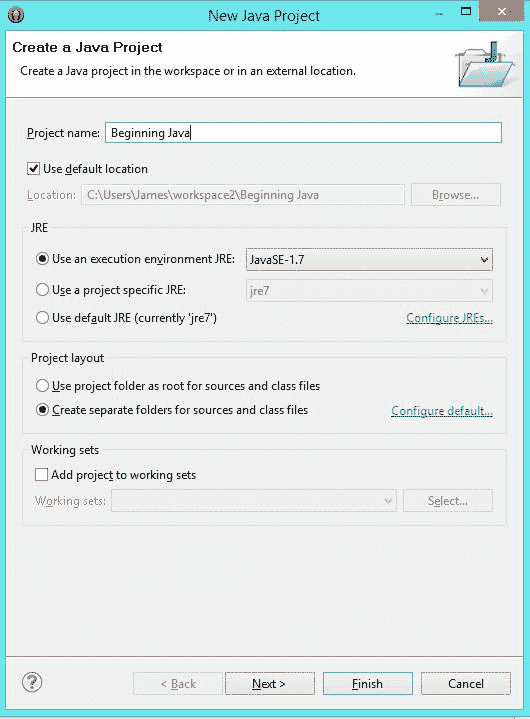 New Java Project
Create a Java Project
Create a Java project in the workspace or in an external location.
Project name: Beginning Java
Use default location
Location: C:\Users\James\workspace2\Beginning Java Browse...
JRE
Use an execution environment JRE: JavaSE-1.7
Use a project specific JRE: jre7
Use default JRE (currently 'jre7') Configure JREs...
Project layout
Use project folder as root for sources and class files
Create separate folders for sources and class files Configure default...
Working sets
Add project to working sets
Working sets: Select...
? < Back Next > Finish Cancel